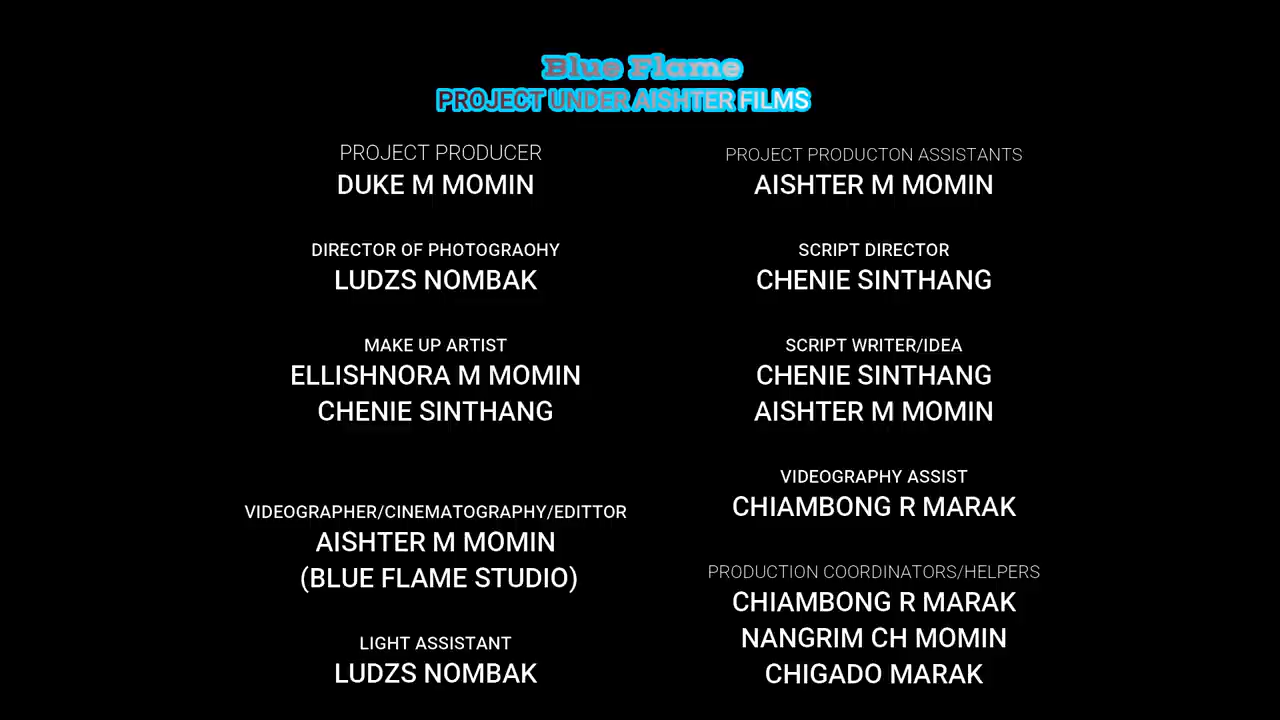 Blue Flame
PROJECT UNDER AISHTER FILMS
PROJECT PRODUCER
DUKE M MOMIN
DIRECTOR OF PHOTOGRAOHY
LUDZS NOMBAK
MAKE UP ARTIST
ELLISHNORA M MOMIN
CHENIE SINTHANG
VIDEOGRAPHER/CINEMATOGRAPHY/EDITTOR
AISHTER M MOMIN
(BLUE FLAME STUDIO)
LIGHT ASSISTANT
LUDZS NOMBAK
PROJECT PRODUCTON ASSISTANTS
AISHTER M MOMIN
SCRIPT DIRECTOR
CHENIE SINTHANG
SCRIPT WRITER/IDEA
CHENIE SINTHANG
AISHTER M MOMIN
VIDEOGRAPHY ASSIST
CHIAMBONG R MARAK
PRODUCTION COORDINATORS/HELPERS
CHIAMBONG R MARAK
NANGRIM CH MOMIN
CHIGADO MARAK